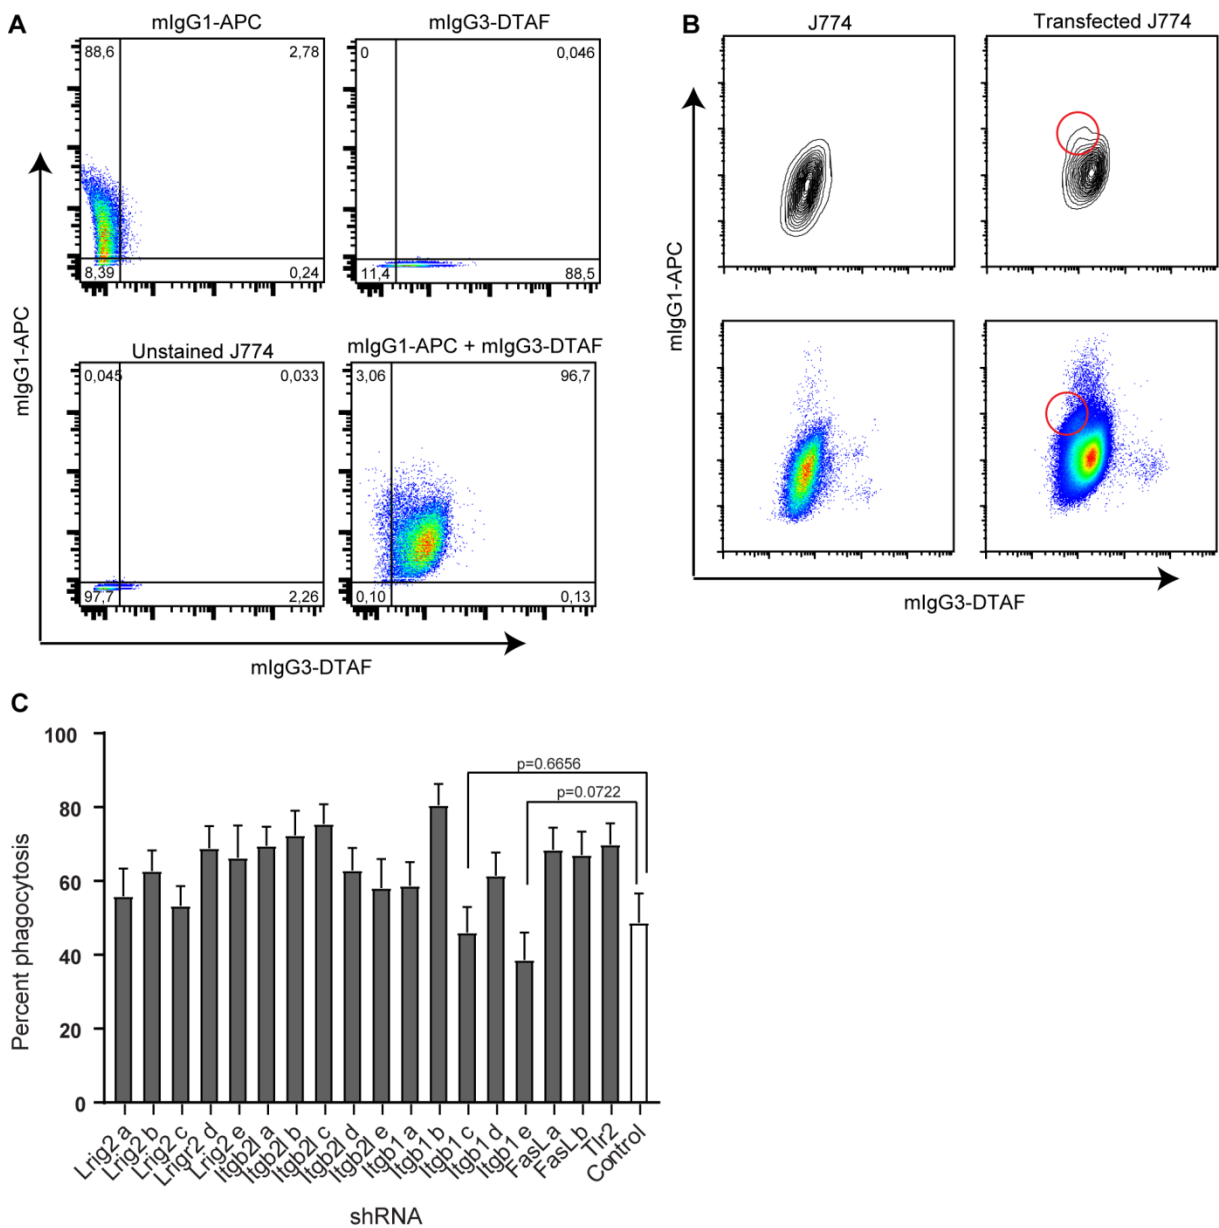 A
mIgG1-APC
mIgG3-DTAF
88,6
2,78
8,39
0,24
0
0,046
11,4
88,5
Unstained J774
mIgG1-APC + mIgG3-DTAF
0,045
0,033
97,7
2,26
3,06
96,7
0,10
0,13
mIgG1-APC
mIgG3-DTAF
B
J774
Transfected J774
mIgG1-APC
mIgG3-DTAF
C
100
80
60
40
20
0
Percent phagocytosis
p=0.6656
p=0.0722
Lrig2 a
Lrig2 b
Lrig2 c
Lrigr2 d
Lrig2 e
Itgb2l a
Itgb2l b
Itgb2l c
Itgb2l d
Itgb2l e
Itgb1 a
Itgb1 b
Itgb1 c
Itgb1 d
Itgb1 e
FasL a
FasL b
Tlr2
Control
shRNA